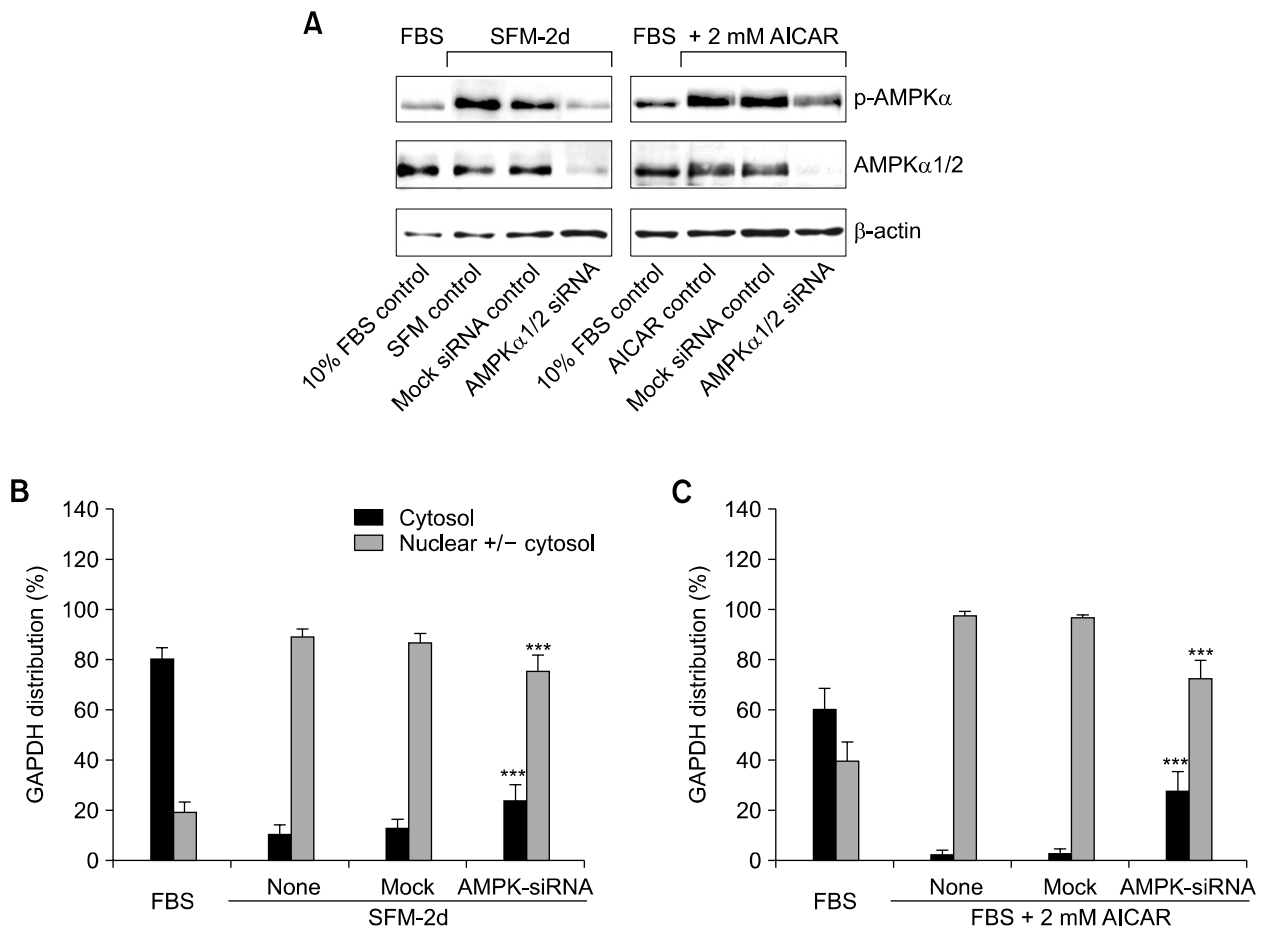 A
FBS SFM-2d FBS + 2 mM AICAR
p-AMPKα
AMPKα1/2
β-actin
10% FBS control
SFM control
Mock siRNA control
AMPKα1/2 siRNA
10% FBS control
AICAR control
Mock siRNA control
AMPKα1/2 siRNA
B
GAPDH distribution (%)
140
120
100
80
60
40
20
0
Cytosol
Nuclear +/− cytosol
***
***
FBS None Mock AMPK-siRNA
SFM-2d
C
GAPDH distribution (%)
140
120
100
80
60
40
20
0
***
***
FBS None Mock AMPK-siRNA
FBS + 2 mM AICAR